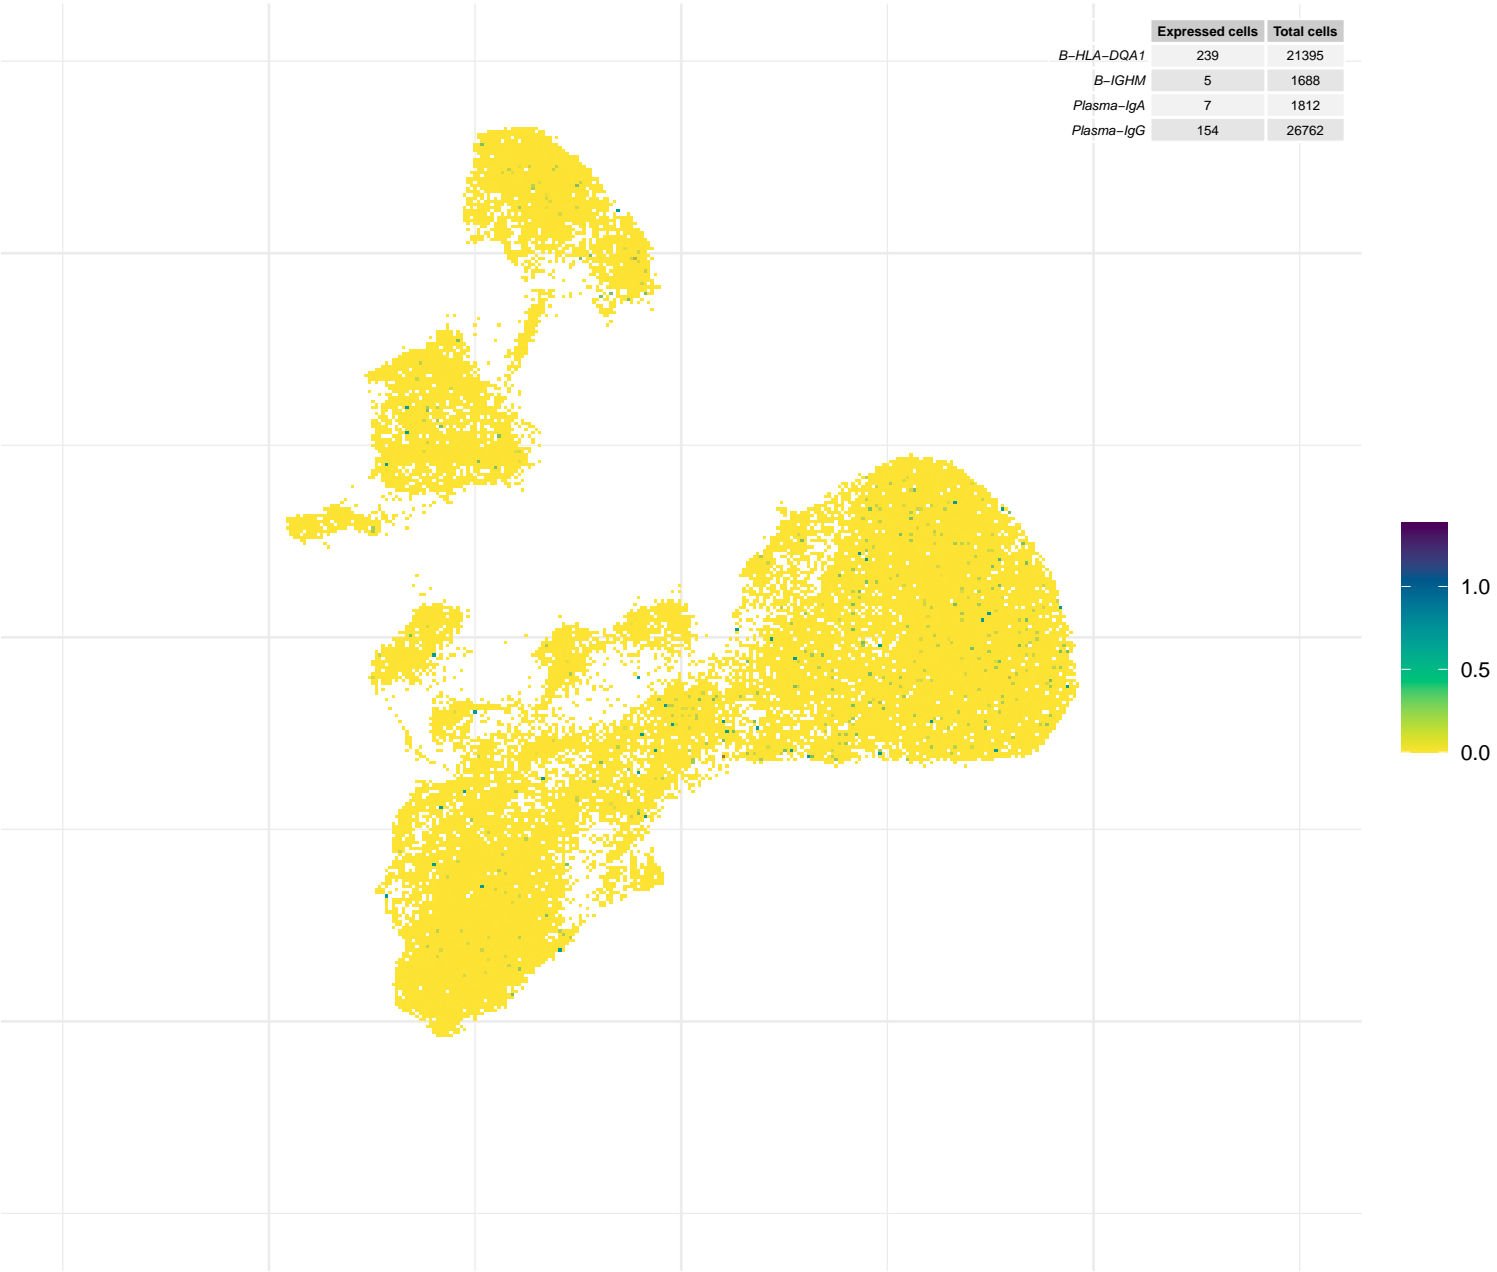 Expressed cells Total cells
B−HLA−DQA1 239 21395
B−IGHM 5 1688
Plasma−IgA 7 1812
Plasma−IgG 154 26762
1.0
0.5
0.0